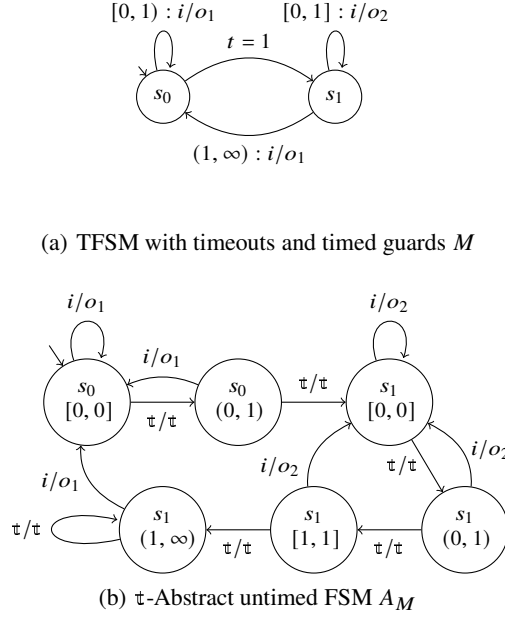 [0, 1) : i/o₁
[0, 1] : i/o₂
t = 1
s₀
s₁
(1, ∞) : i/o₁
(a) TFSM with timeouts and timed guards M
i/o₁
i/o₂
s₀
[0, 0]
i/o₁
s₀
(0, 1)
𝕥/𝕥
s₁
[0, 0]
𝕥/𝕥
𝕥/𝕥
i/o₁
i/o₂
i/o₂
𝕥/𝕥
s₁
(1, ∞)
s₁
[1, 1]
s₁
(0, 1)
𝕥/𝕥
𝕥/𝕥
(b) 𝕥-Abstract untimed FSM A_M